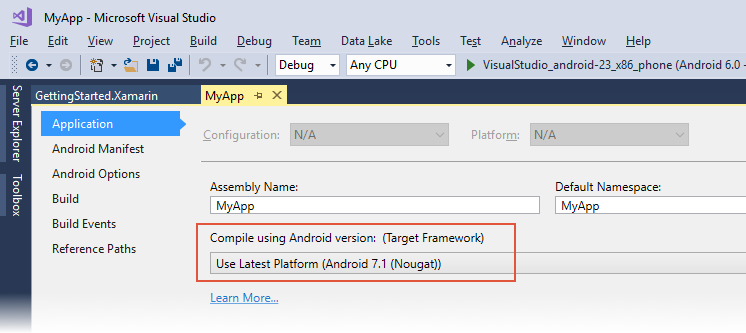 MyApp - Microsoft Visual Studio
File Edit View Xamarin Build Debug Team Data Lake Tools Test Analyze Window Help
Debug Any CPU VisualStudio_android-23_x86_phone (Android 6.0 -
Server Explorer
Toolbox
GettingStarted.Xamarin MyApp
Application
Android Manifest
Android Options
Build
Build Events
Reference Paths
Configuration: N/A Platform: N/A
Assembly Name: Default Namespace:
MyApp MyApp
Compile using Android version: (Target Framework)
Use Latest Platform (Android 7.1 (Nougat))
Learn More...